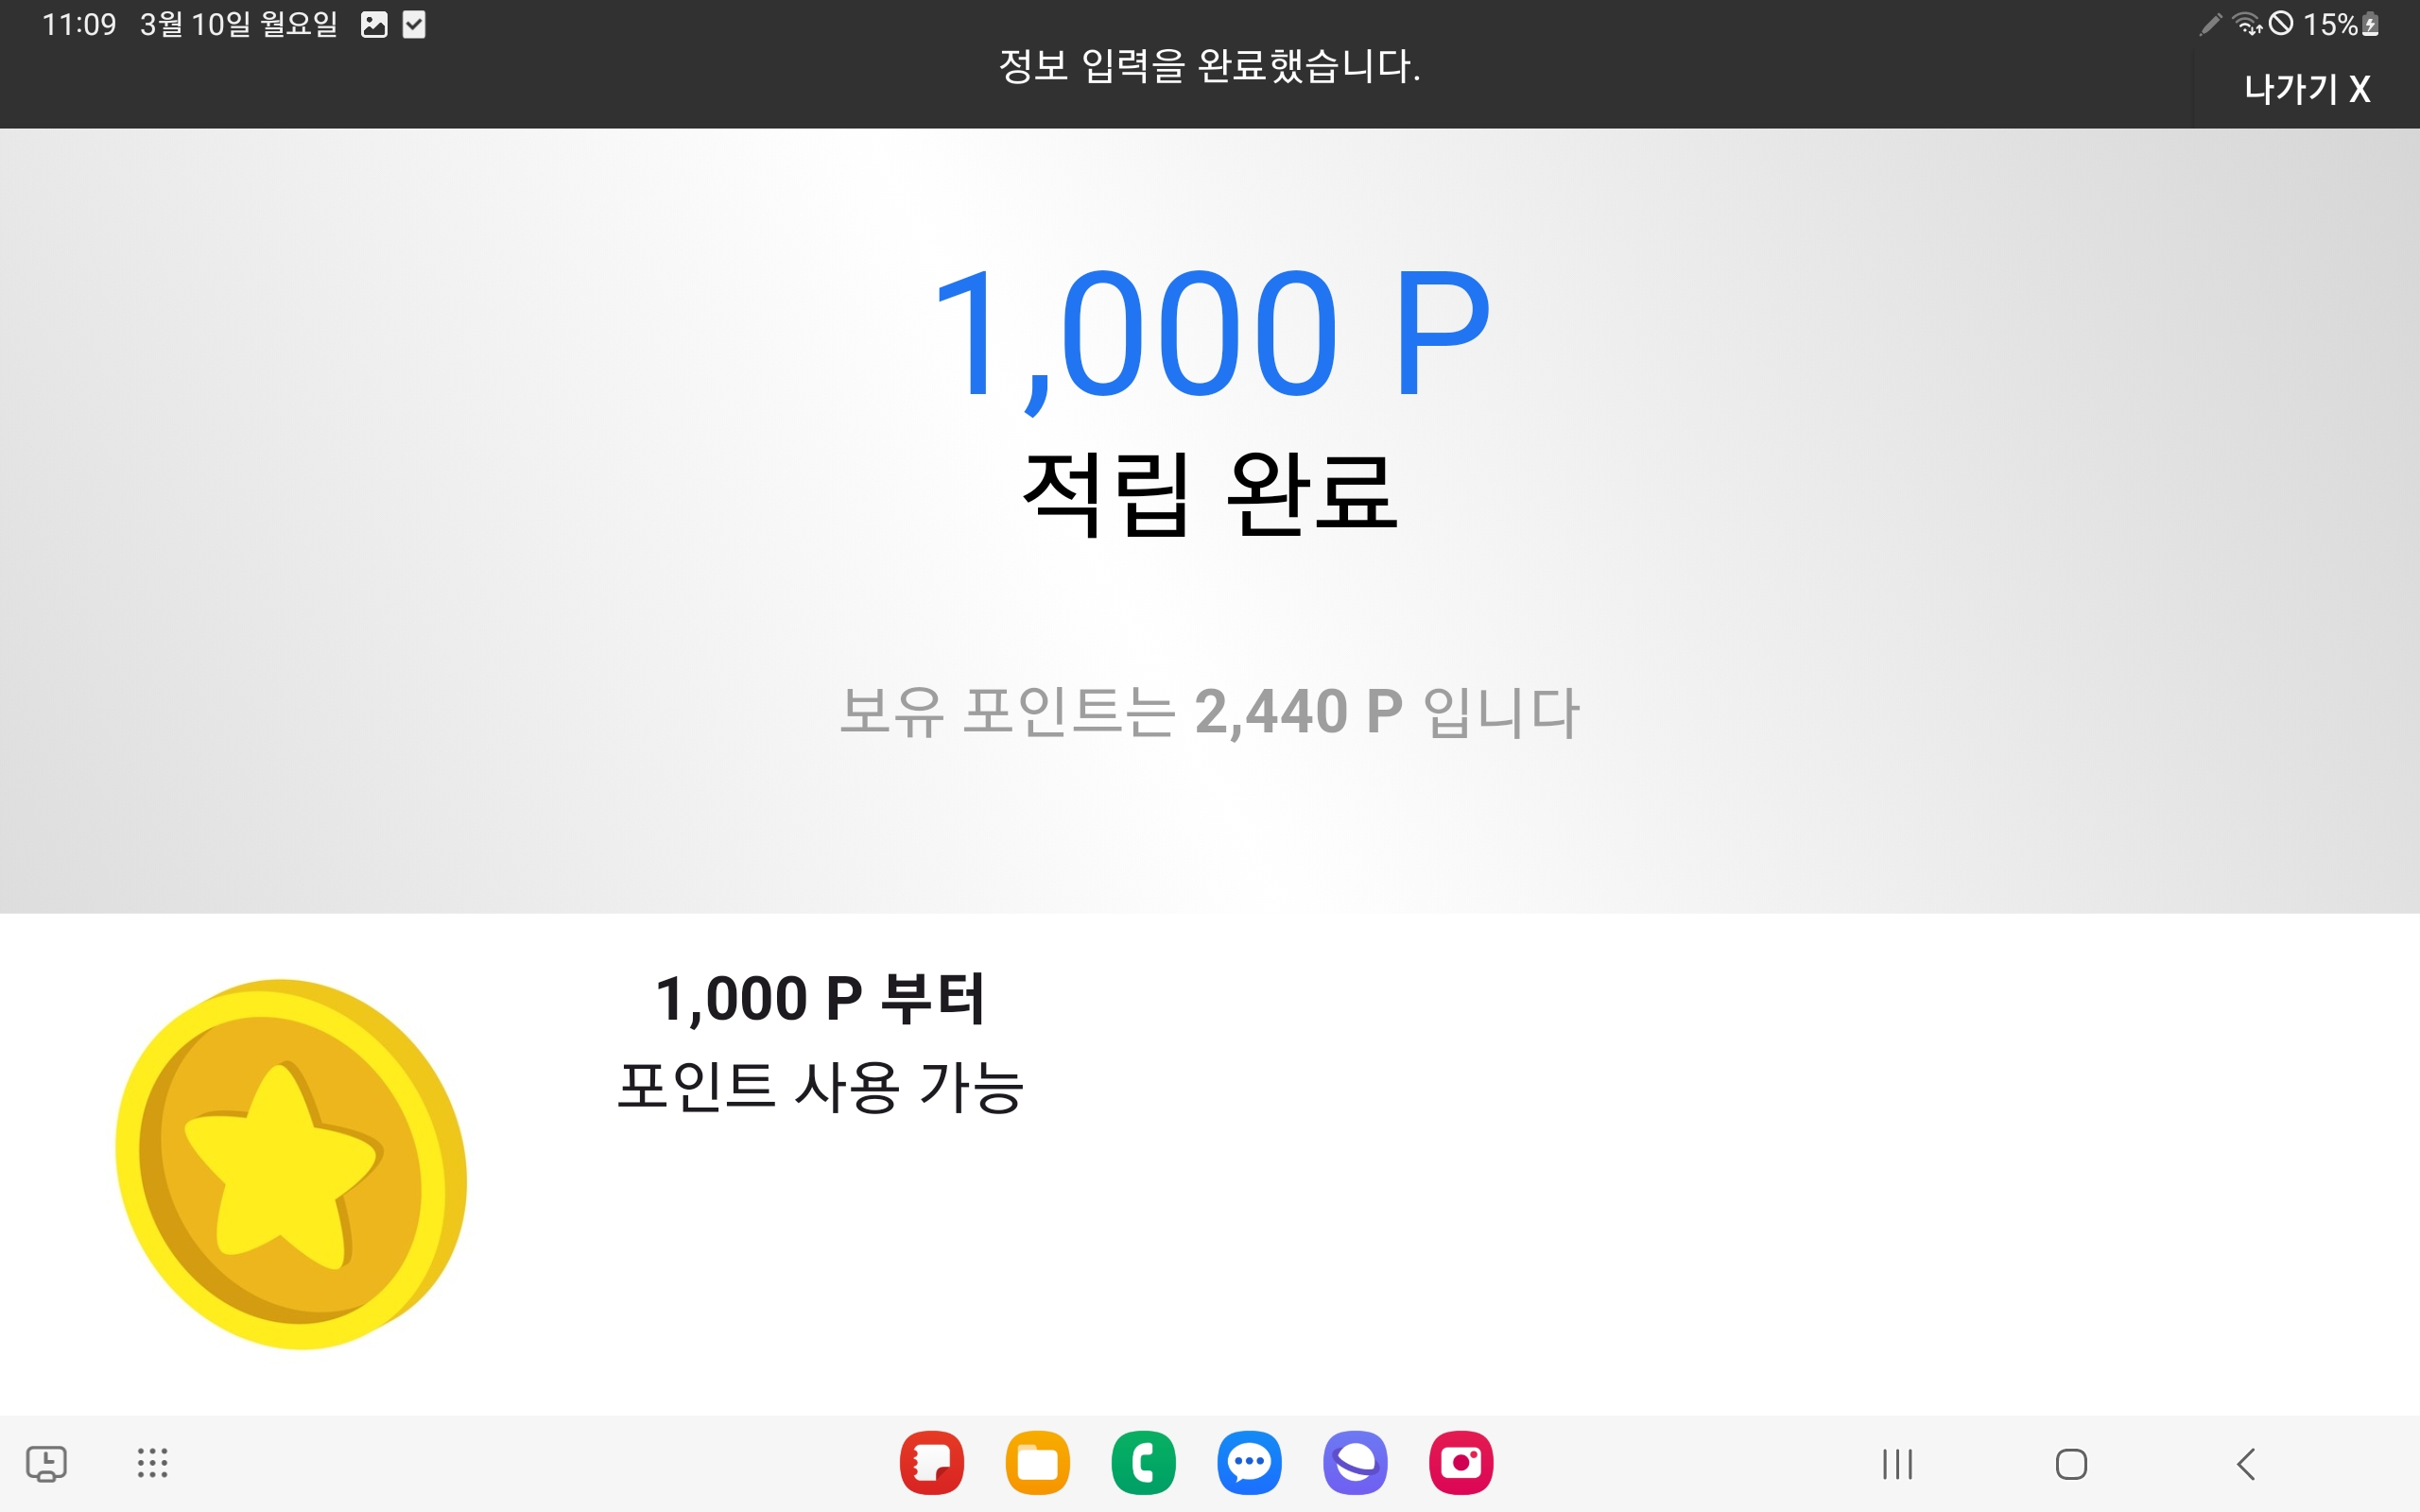 11:09 3월 10일 월요일
15%
정보 입력을 완료했습니다.
나가기 X
1,000 P
적립 완료
보유 포인트는 2,440 P 입니다
1,000 P 부터
포인트 사용 가능